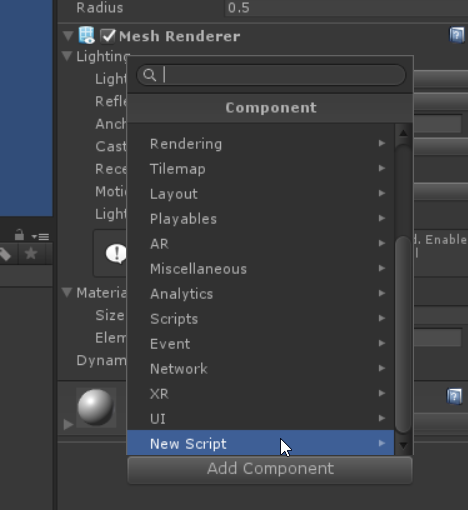 Radius 0.5
Mesh Renderer
Lighting
Light
Component
Refle
Anch
Rendering
Cast
Tilemap
Rece
Layout
Moti
Playables
Light
AR
d. Enable
Miscellaneous
Analytics
Materia
Scripts
Size
Event
Elem
Network
Dynam
XR
UI
New Script
Add Component